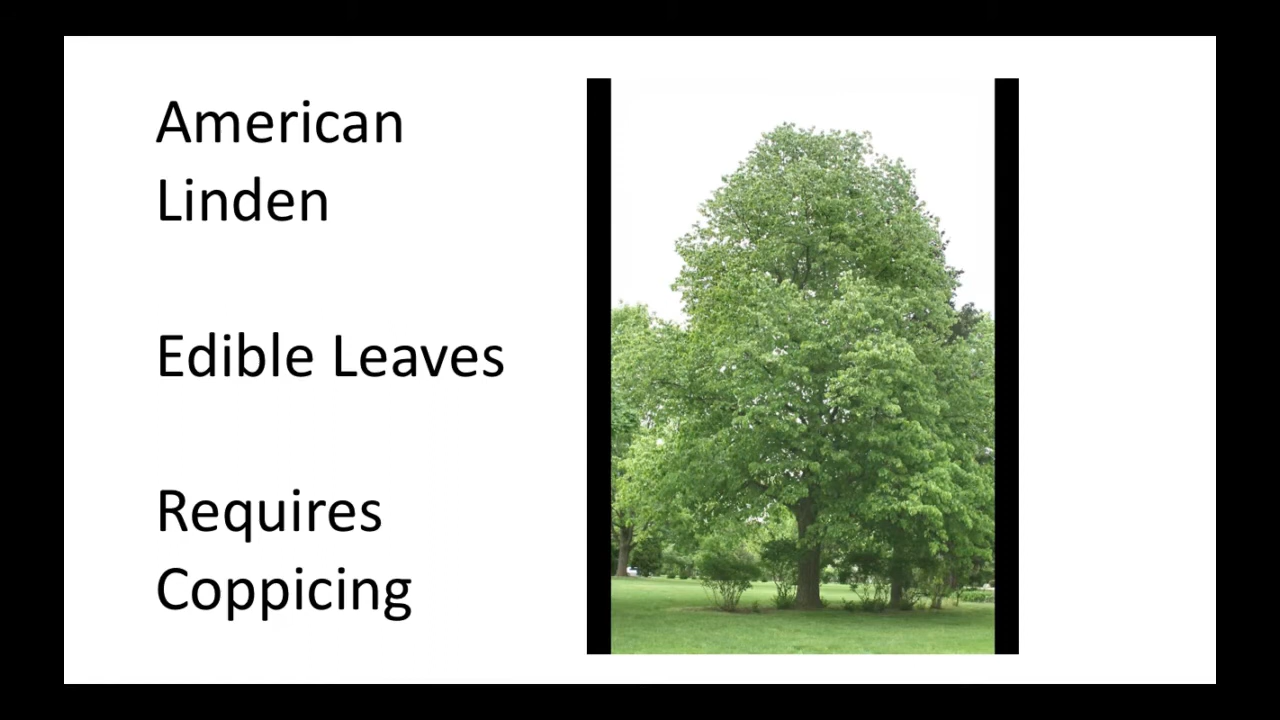 American
Linden
Edible Leaves
Requires
Coppicing